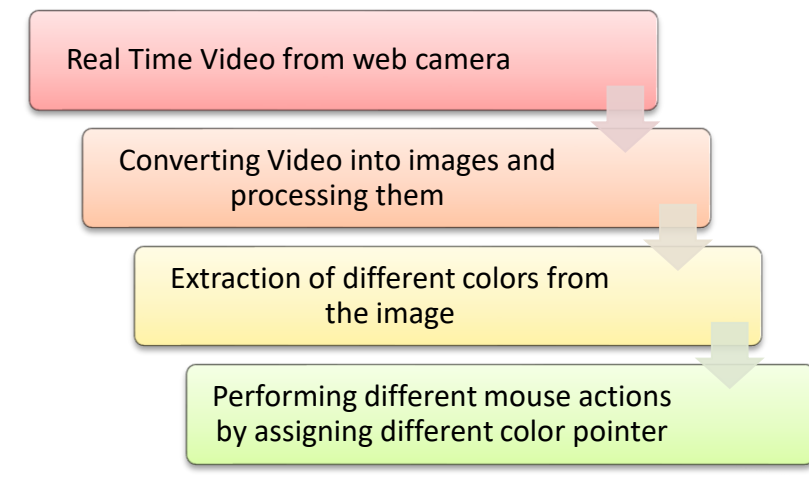 Real Time Video from web camera
Converting Video into images and
processing them
Extraction of different colors from
the image
Performing different mouse actions
by assigning different color pointer